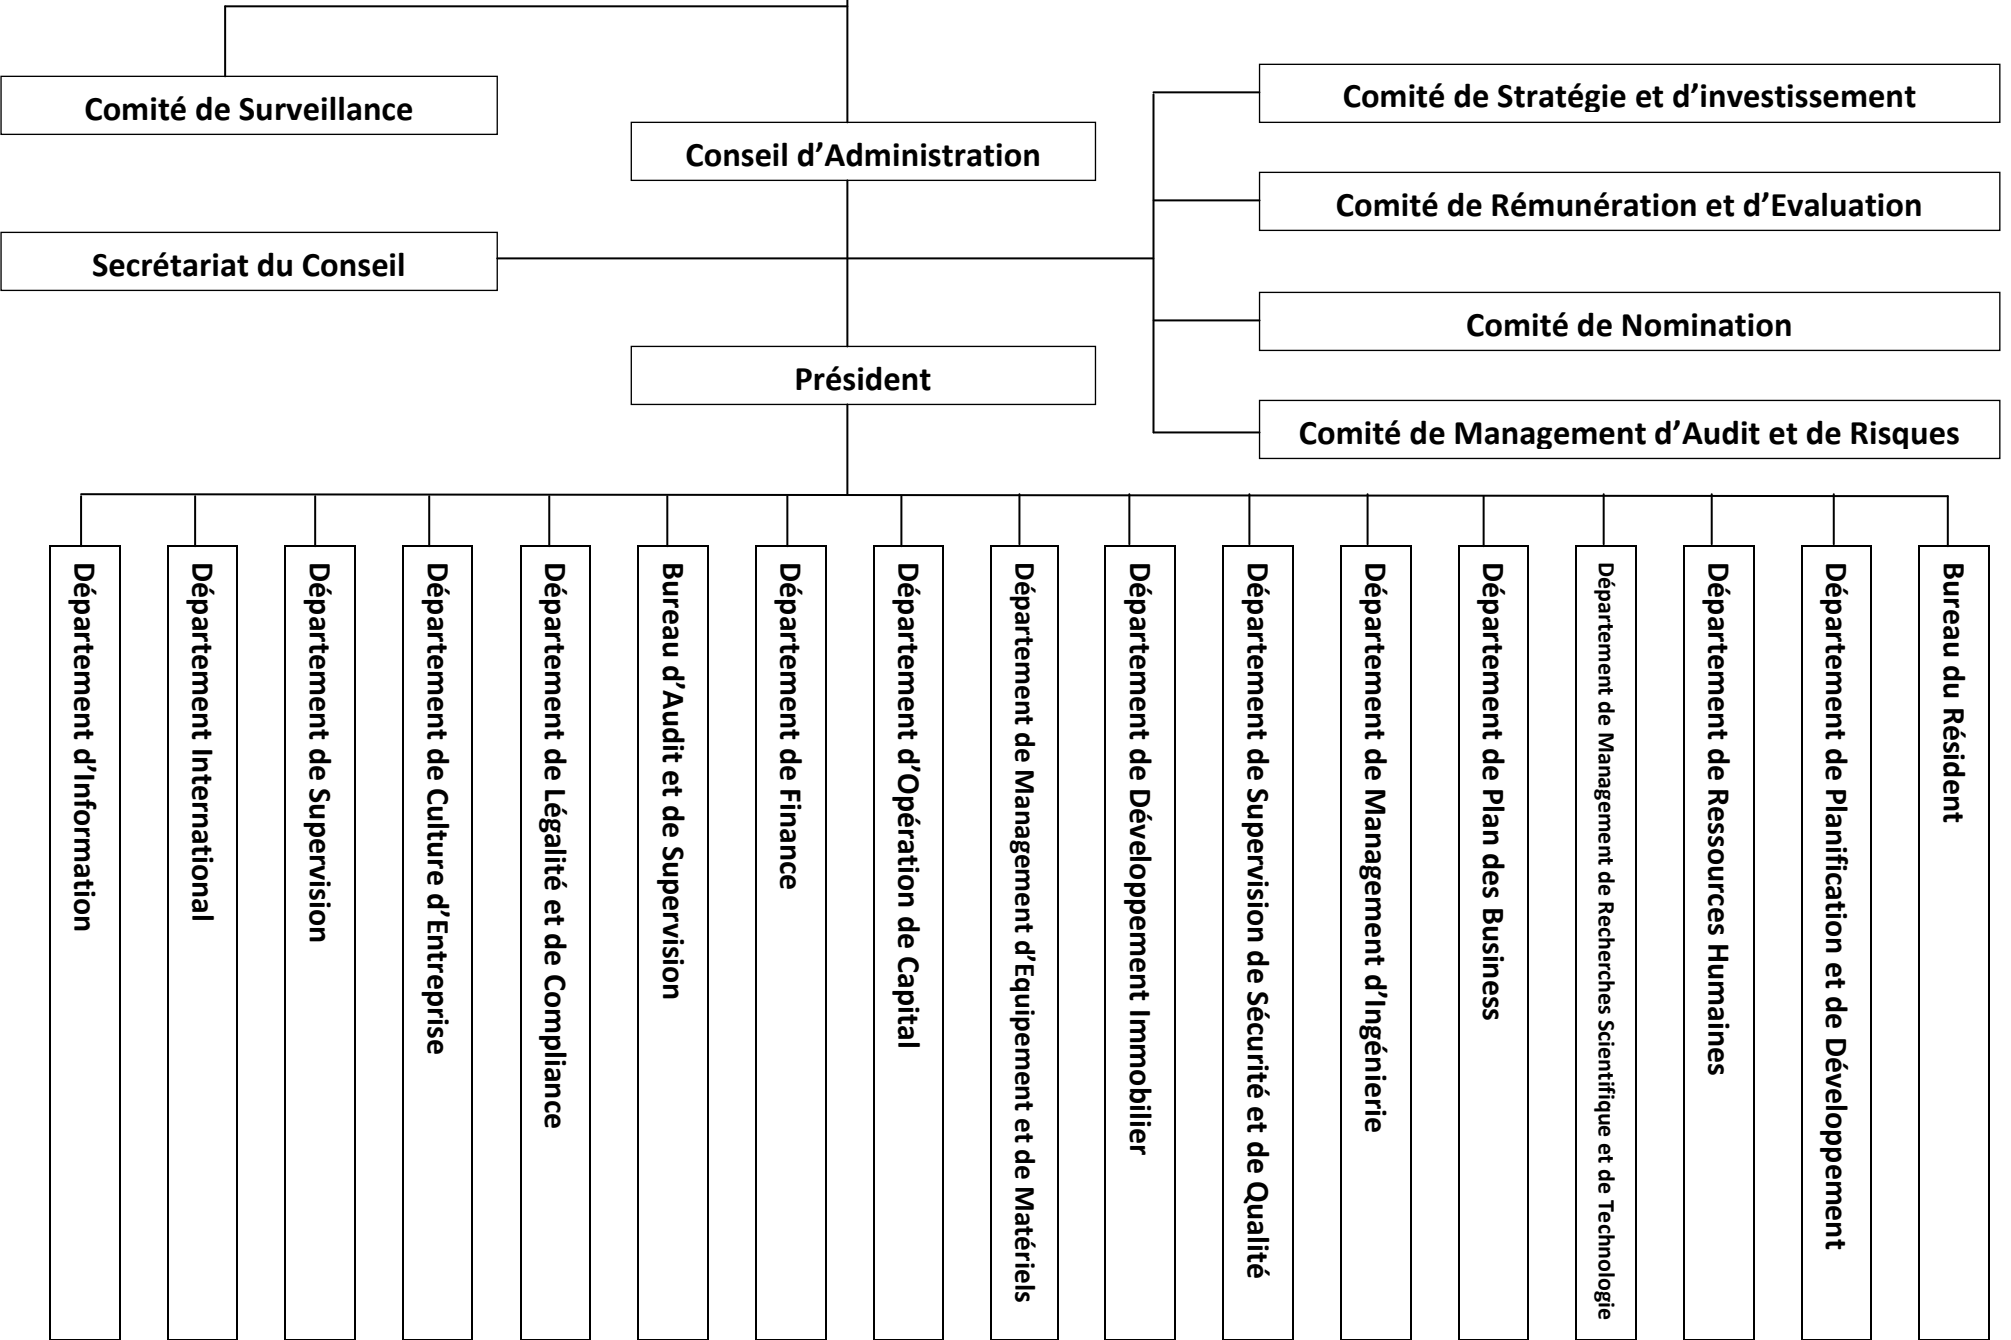 Comité de Surveillance
Comité de Stratégie et d’investissement
Conseil d’Administration
Comité de Rémunération et d’Evaluation
Secrétariat du Conseil
Comité de Nomination
Président
Comité de Management d’Audit et de Risques
Département d’Information
Département International
Département de Supervision
Département de Culture d’Entreprise
Département de Légalité et de Compliance
Bureau d’Audit et de Supervision
Département de Finance
Département d’Opération de Capital
Département de Management d’Equipement et de Matériels
Département de Développement Immobilier
Département de Supervision de Sécurité et de Qualité
Département de Management d’Ingénierie
Département de Plan des Business
Département de Management de Recherches Scientifique et de Technologie
Département de Ressources Humaines
Département de Planification et de Développement
Bureau du Résident